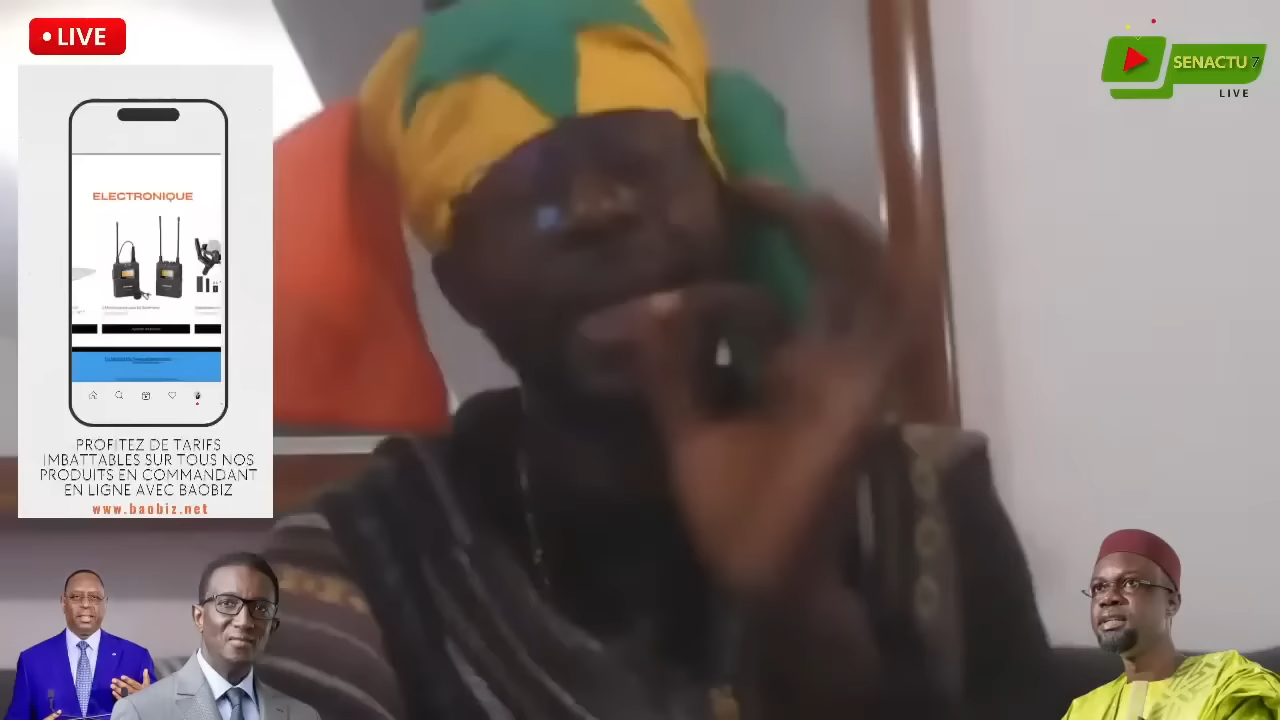 LIVE
SENACTU 7
LIVE
ELECTRONIQUE
PROFITEZ DE TARIFS
IMBATTABLES SUR TOUS NOS
PRODUITS EN COMMANDANT
EN LIGNE AVEC BAOBIZ
www.baobiz.net